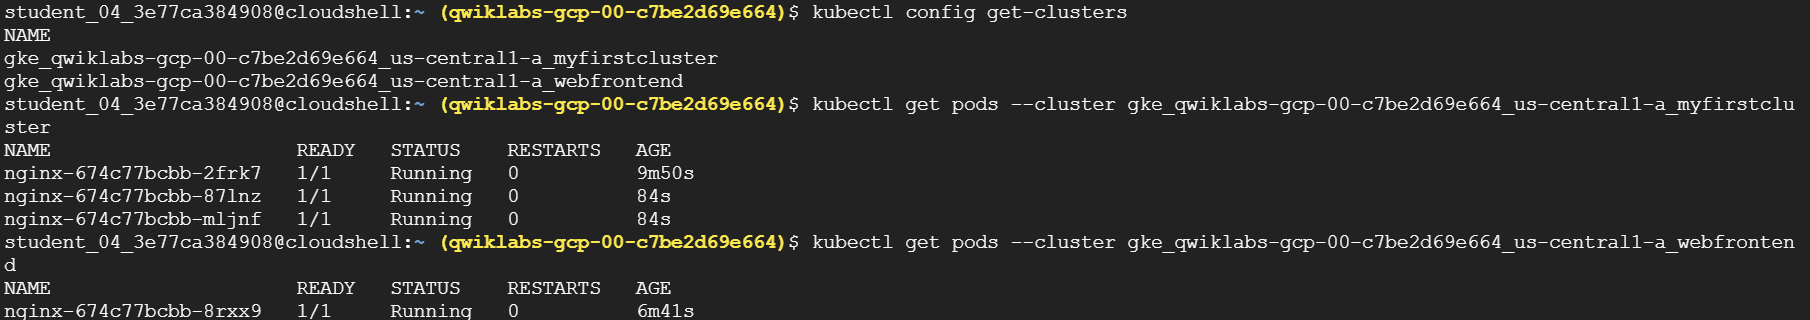 student_04_3e77ca384908@cloudshell:~ (qwiklabs-gcp-00-c7be2d69e664)$ kubectl config get-clusters
NAME
gke_qwiklabs-gcp-00-c7be2d69e664_us-central1-a_myfirstcluster
gke_qwiklabs-gcp-00-c7be2d69e664_us-central1-a_webfrontend
student_04_3e77ca384908@cloudshell:~ (qwiklabs-gcp-00-c7be2d69e664)$ kubectl get pods --cluster gke_qwiklabs-gcp-00-c7be2d69e664_us-central1-a_myfirstclu
ster
NAME                     READY   STATUS    RESTARTS   AGE
nginx-674c77bcbb-2frk7   1/1     Running   0          9m50s
nginx-674c77bcbb-87lnz   1/1     Running   0          84s
nginx-674c77bcbb-mljnf   1/1     Running   0          84s
student_04_3e77ca384908@cloudshell:~ (qwiklabs-gcp-00-c7be2d69e664)$ kubectl get pods --cluster gke_qwiklabs-gcp-00-c7be2d69e664_us-central1-a_webfronten
d
NAME                     READY   STATUS    RESTARTS   AGE
nginx-674c77bcbb-8rxx9   1/1     Running   0          6m41s